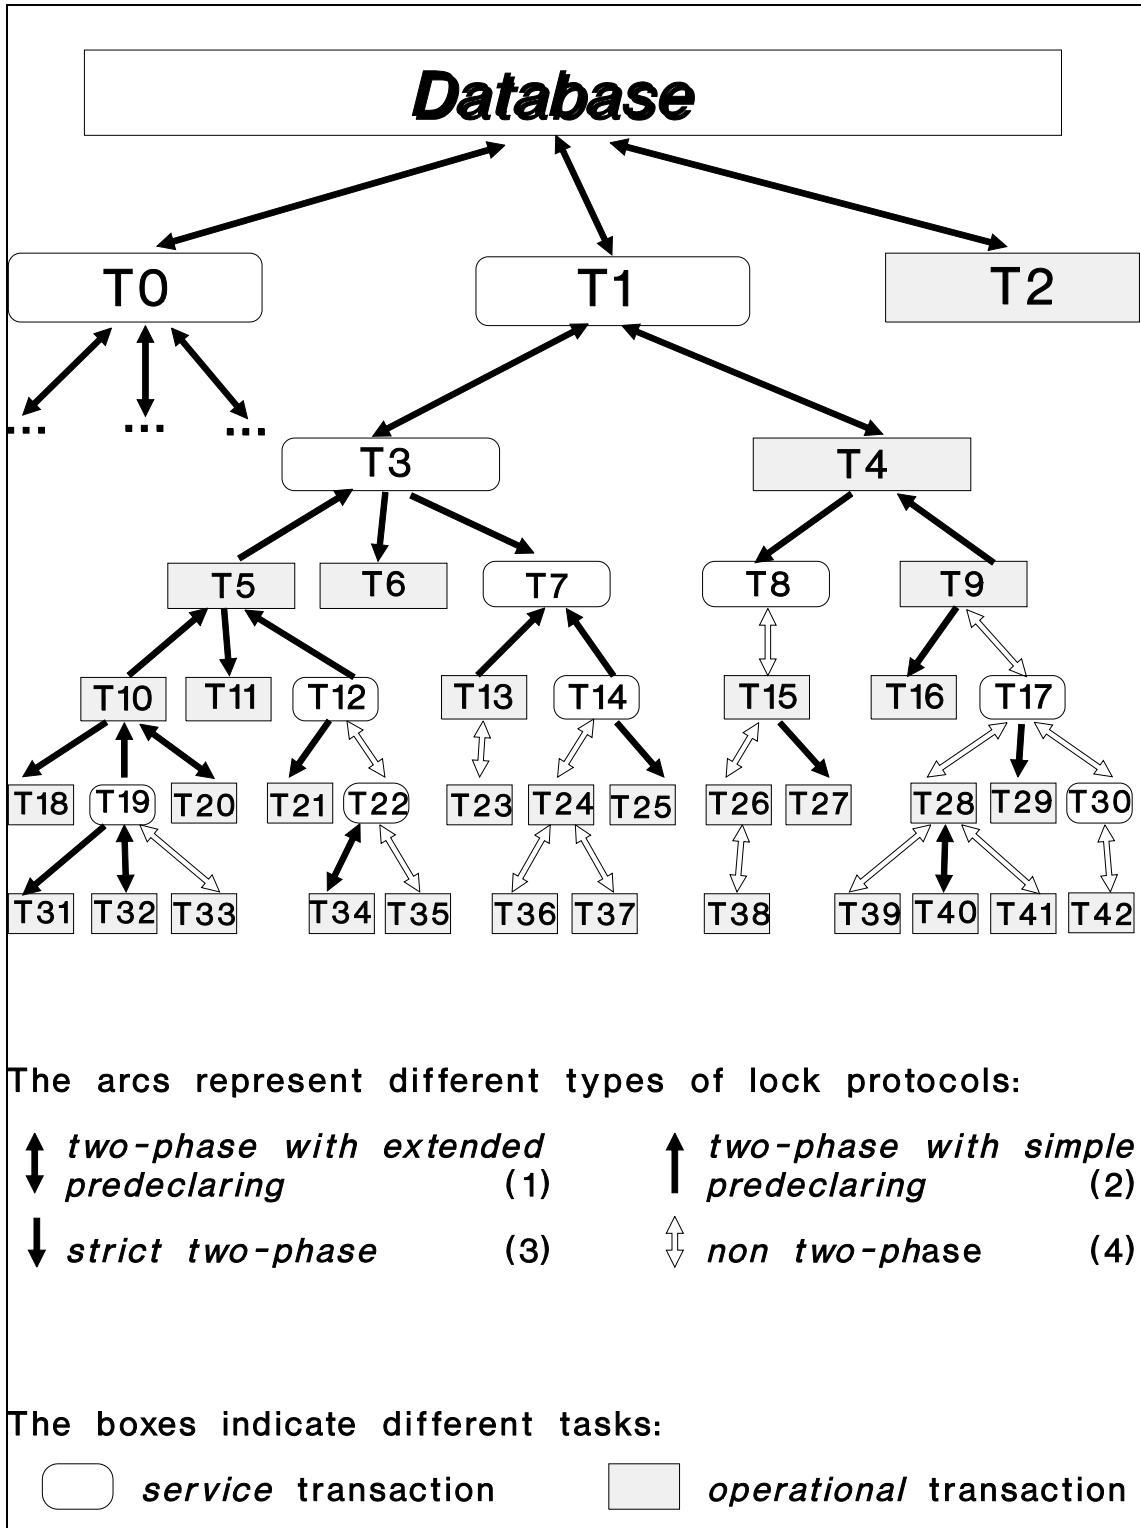 Database
T0 T1 T2
... ... ...
T3 T4
T5 T6 T7 T8 T9
T10 T11 T12 T13 T14 T15 T16 T17
T18 T19 T20 T21 T22 T23 T24 T25 T26 T27 T28 T29 T30
T31 T32 T33 T34 T35 T36 T37 T38 T39 T40 T41 T42
The arcs represent different types of lock protocols:
two-phase with extended
predeclaring (1)
two-phase with simple
predeclaring (2)
strict two-phase (3)
non two-phase (4)
The boxes indicate different tasks:
service transaction
operational transaction